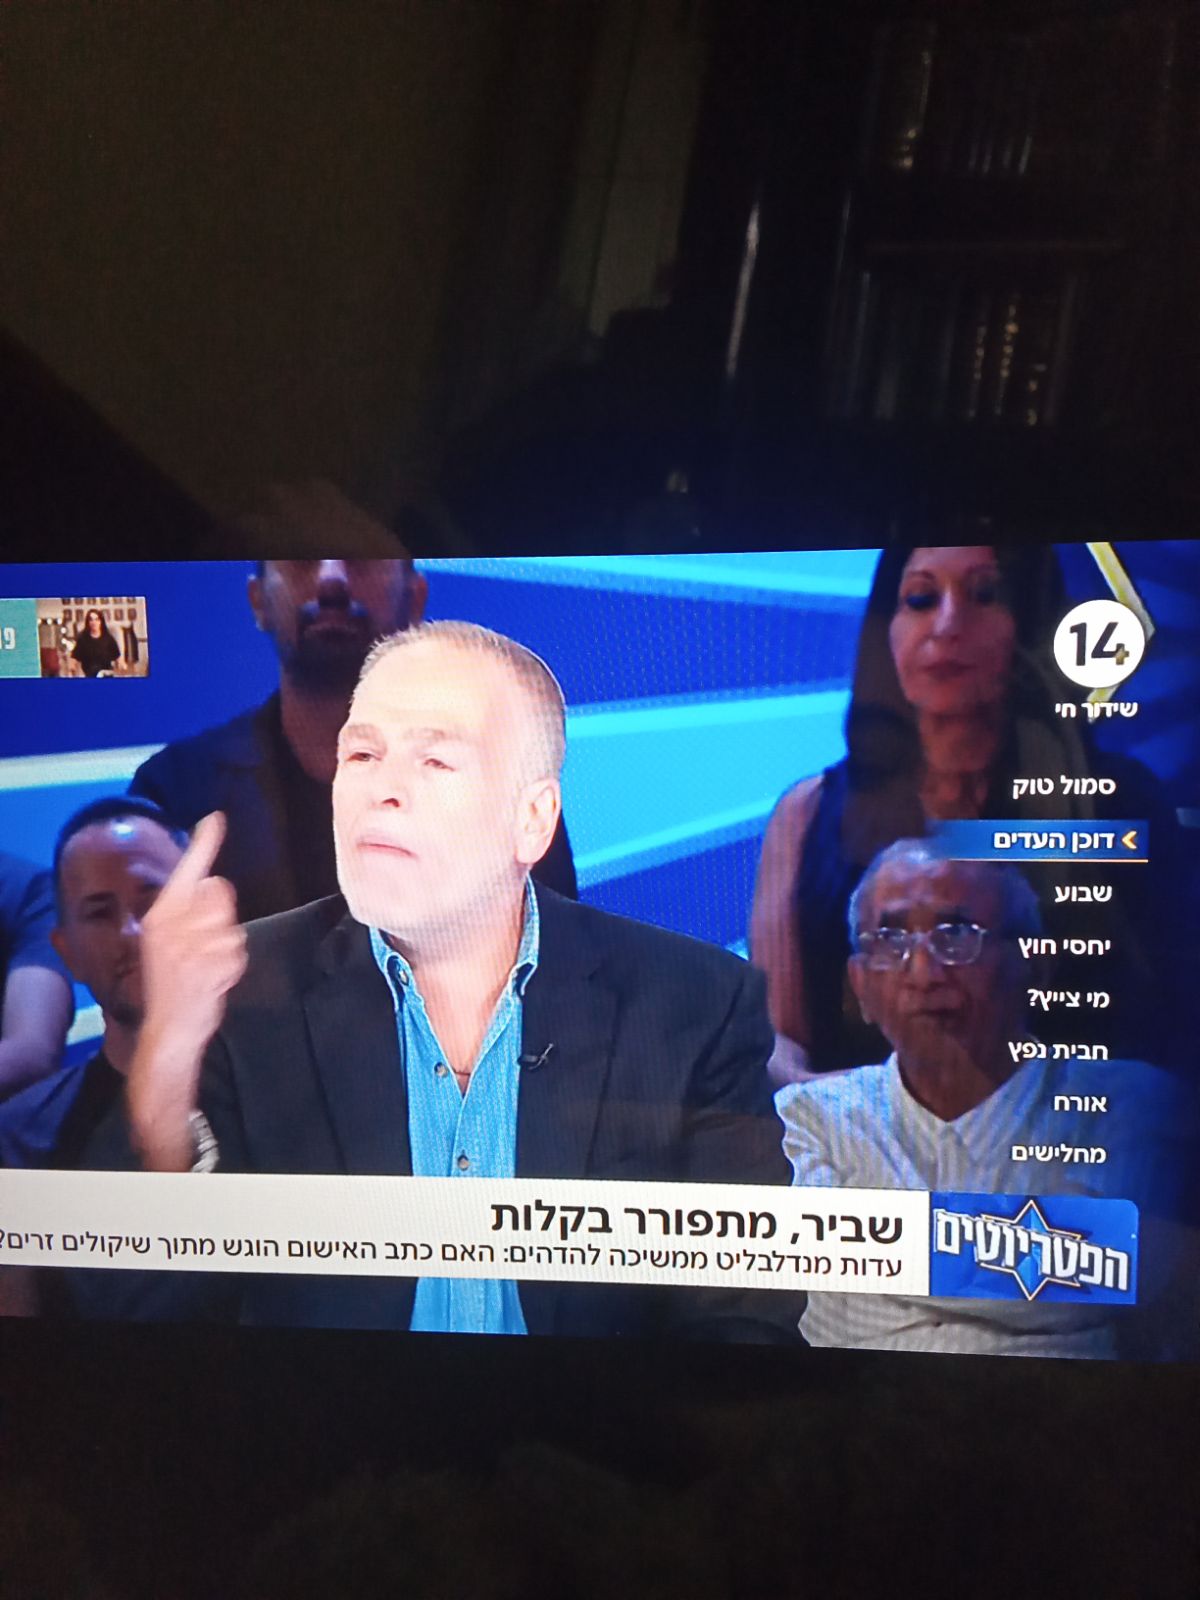 14
שידור חי
סמול טוק
דוכן העדים
שבוע
יחסי חוץ
מי צייץ?
חבית נפץ
אורח
מחלישים
הפטריוטים
שביר, מתפורר בקלות
עדות מנדלבליט ממשיכה להדהים: האם כתב האישום הוגש מתוך שיקולים זרים?